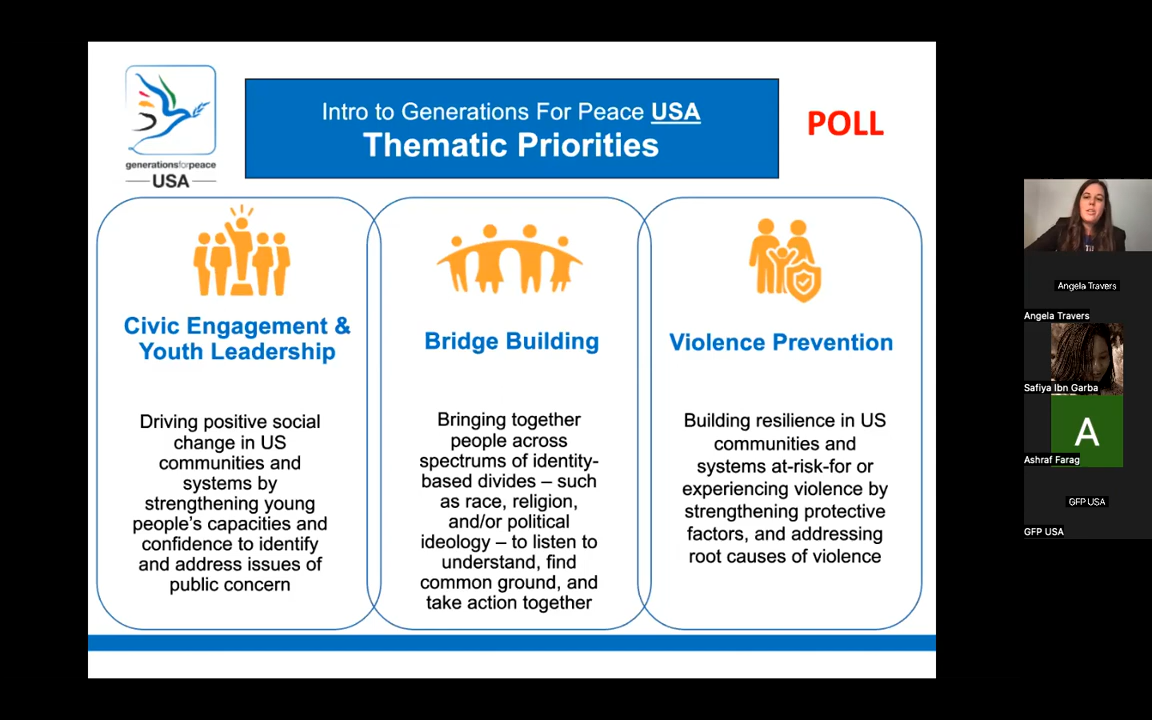 generationsforpeace
USA
Intro to Generations For Peace USA
Thematic Priorities
POLL
Civic Engagement &
Youth Leadership
Driving positive social
change in US
communities and
systems by
strengthening young
people's capacities and
confidence to identify
and address issues of
public concern
Bridge Building
Bringing together
people across
spectrums of identity-
based divides – such
as race, religion,
and/or political
ideology – to listen to
understand, find
common ground, and
take action together
Violence Prevention
Building resilience in US
communities and
systems at-risk-for or
experiencing violence by
strengthening protective
factors, and addressing
root causes of violence
Angela Travers
Angela Travers
Safiya Ibn Garba
A
Ashraf Farag
GFP USA
GFP USA